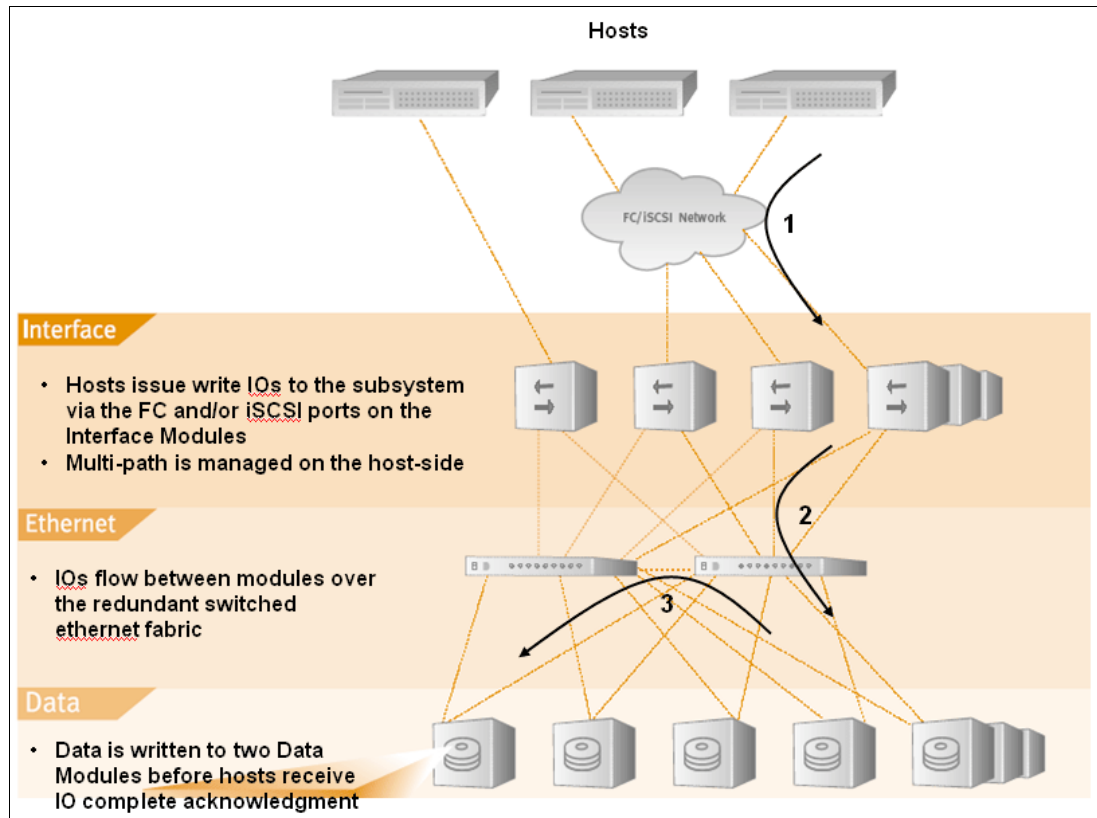 Hosts
FC/iSCSI Network
1
Interface
• Hosts issue write IOs to the subsystem
via the FC and/or iSCSI ports on the
Interface Modules
• Multi-path is managed on the host-side
2
Ethernet
• IOs flow between modules over
the redundant switched
ethernet fabric
3
Data
• Data is written to two Data
Modules before hosts receive
IO complete acknowledgment